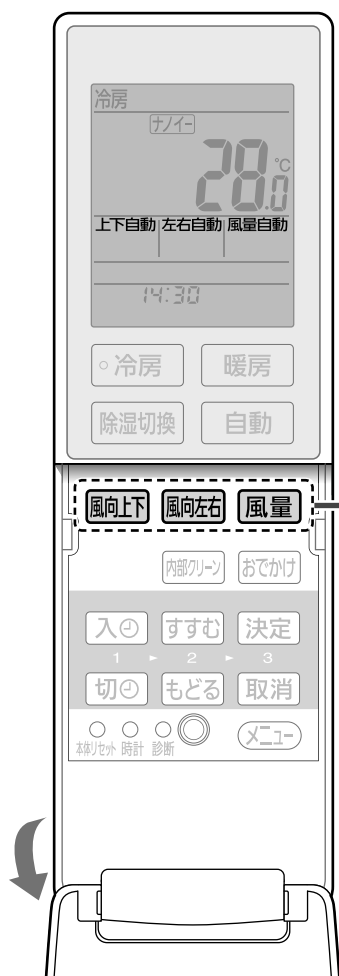 冷房
ナノイー
28.0℃
上下自動 左右自動 風量自動
14:30
冷房 暖房
除湿切換 自動
風向上下 風向左右 風量
内部クリーン おでかけ
入 すすむ 決定
1 ► 2 ► 3
切 もどる 取消
本体リセット 時計 診断 メニュー